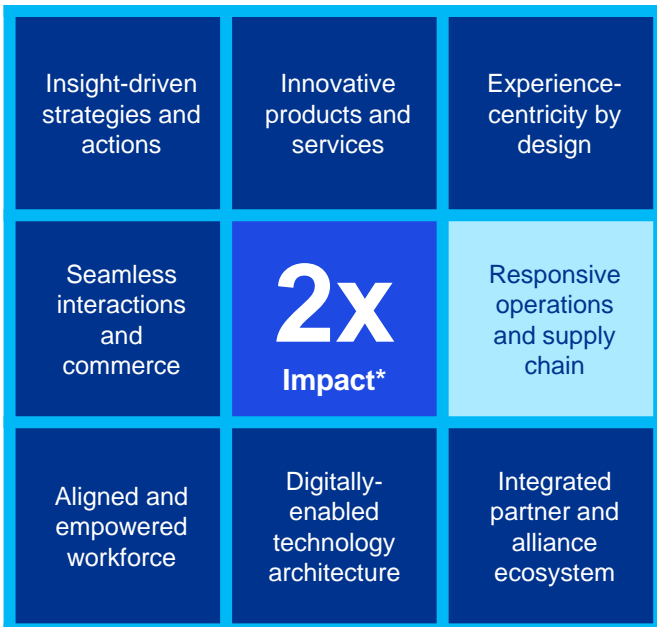 Insight-driven
strategies and
actions
Innovative
products and
services
Experience-
centricity by
design
Seamless
interactions
and
commerce
2x
Impact*
Responsive
operations
and supply
chain
Aligned and
empowered
workforce
Digitally-
enabled
technology
architecture
Integrated
partner and
alliance
ecosystem